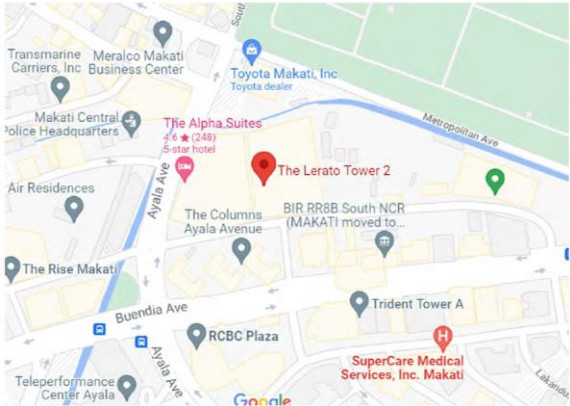 South
Transmarine
Carriers, Inc
Meralco Makati
Business Center
Toyota Makati, Inc
Toyota dealer
Makati Central
Police Headquarters
The Alpha Suites
4.6 ★ (248)
5-star hotel
Metropolitan Ave
The Lerato Tower 2
Air Residences
Ayala Ave
The Columns
Ayala Avenue
BIR RR8B South NCR
(MAKATI moved to...
The Rise Makati
Buendia Ave
Trident Tower A
RCBC Plaza
Ayala Ave
SuperCare Medical
Services, Inc. Makati
H
Teleperformance
Center Ayala
Google